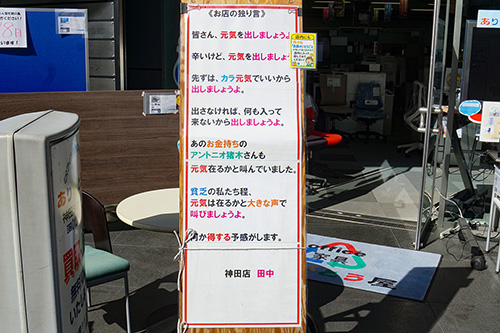 《お店の独り言》
皆さん、元気を出しましょう。
辛いけど、元気を出しましょ
先ずは、カラ元気でいいから
出しましょうよ。
出さなければ、何も入って
来ないから出しましょうよ。
あのお金持ちの
アントニオ猪木さんも
元気在るかと叫んでいました。
貧乏の私たち程、
元気は在るかと大きな声で
叫びましょうよ。
何か得する予感がします。
神田店 田中
office
家具
屋
あり